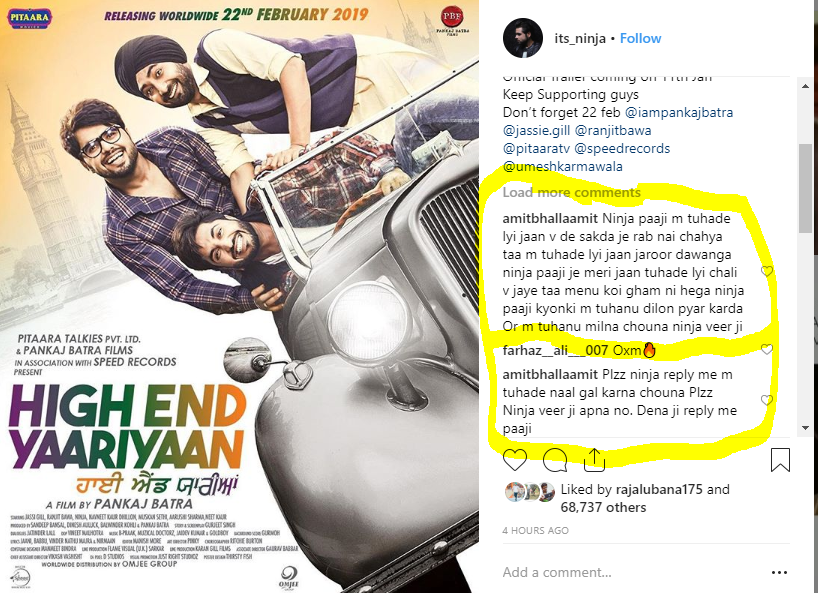 PITAARA
RELEASING WORLDWIDE 22ND FEBRUARY 2019
PBF
PANKAJ BATRA
FILMS
PITAARA TALKIES PVT. LTD.
& PANKAJ BATRA FILMS
IN ASSOCIATION WITH SPEED RECORDS
PRESENT
HIGH END
YAARIYAAN
ਹਾਈ ਐਂਡ ਯਾਰੀਆਂ
A FILM BY PANKAJ BATRA
WORLDWIDE DISTRIBUTION BY OMJEE GROUP
OMJEE
its_ninja • Follow
Official Trailer coming on 11th Jan
Keep Supporting guys
Don't forget 22 feb @iampankajbatra
@jassie.gill @ranjitbawa
@pitaaratv @speedrecords
@umeshkarmawala
Load more comments
amitbhallaamit Ninja paaji m tuhade
lyi jaan v de sakda je rab nai chahya
taa m tuhade lyi jaan jaroor dawanga
ninja paaji je meri jaan tuhade lyi chali
v jaye taa menu koi gham ni hega ninja
paaji kyonki m tuhanu dilon pyar karda
Or m tuhanu milna chouna ninja veer ji
farhaz__ali___007 Oxm🔥
amitbhallaamit Plzz ninja reply me m
tuhade naal gal karna chouna Plzz
Ninja veer ji apna no. Dena ji reply me
paaji
Liked by rajalubana175 and
68,737 others
4 HOURS AGO
Add a comment...